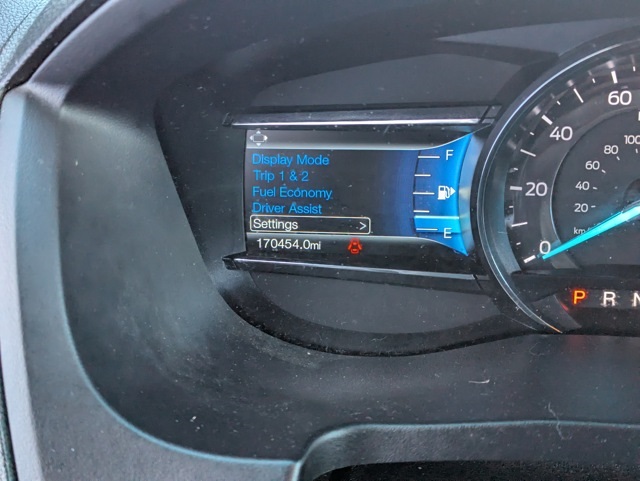 Display Mode
Trip 1 & 2
Fuel Economy
Driver Assist
Settings >
170454.0mi
F
E
0
20
40
60
20
40
60
80
100
km/
P R N